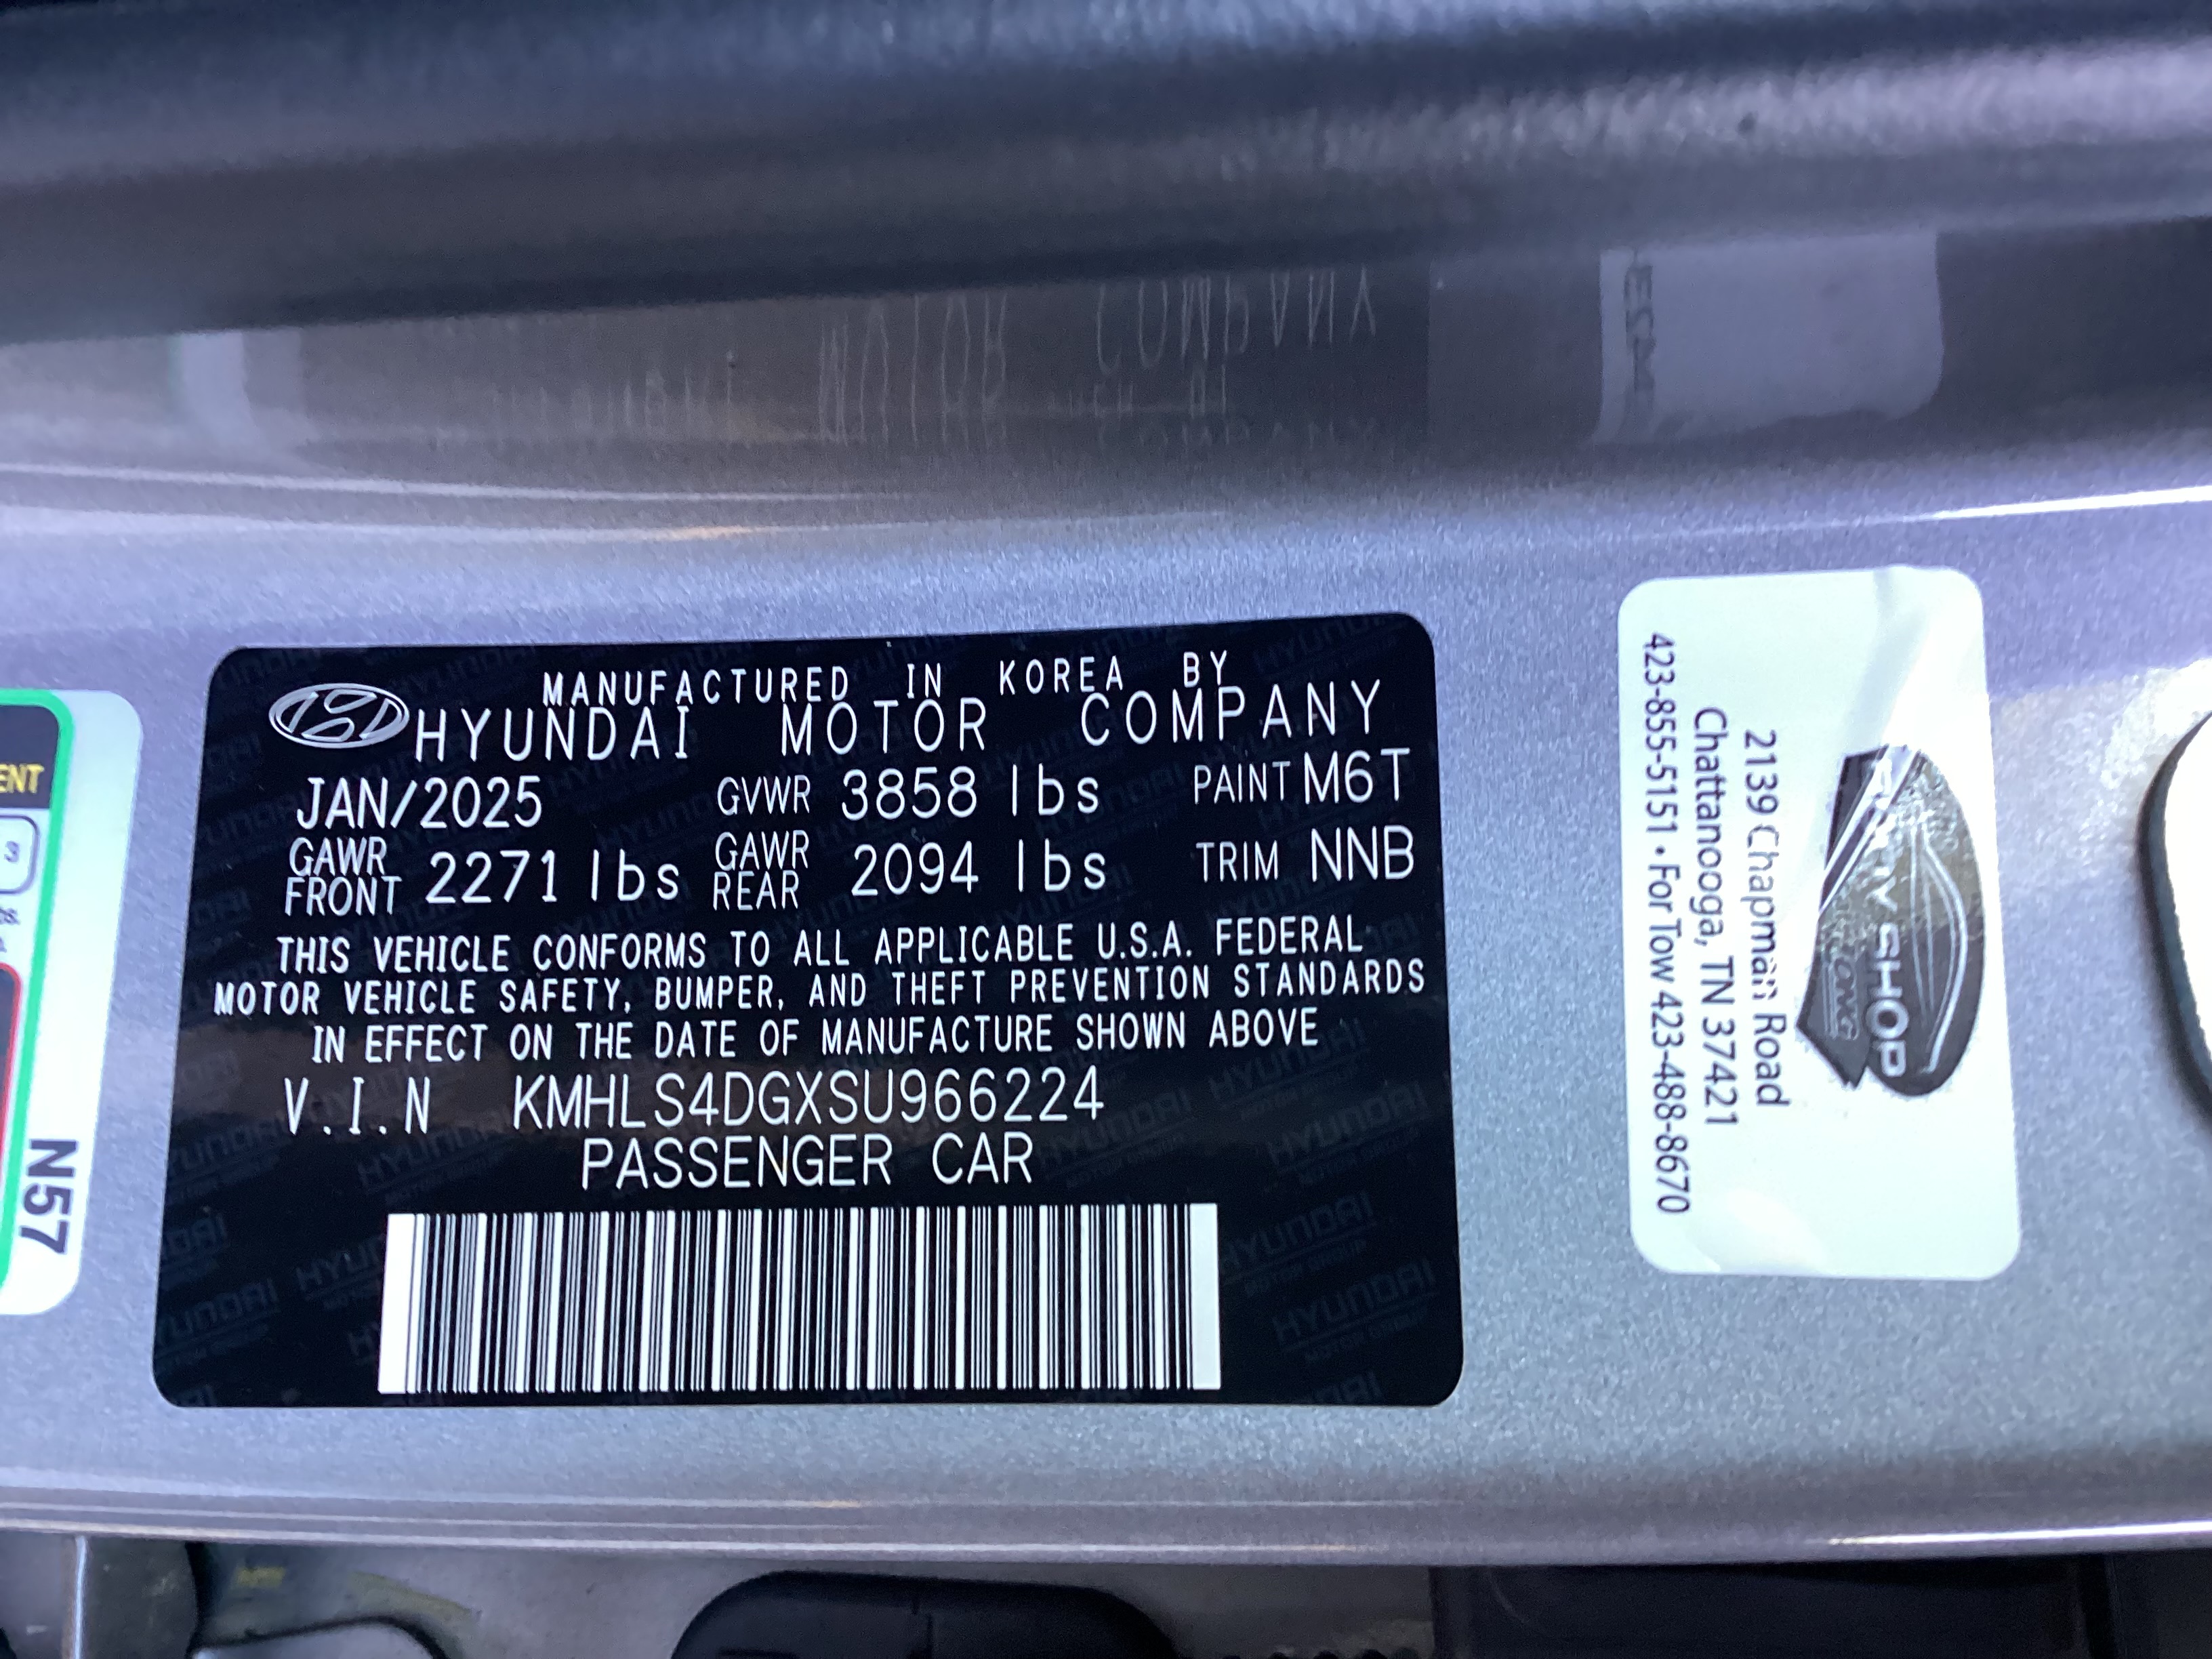 MANUFACTURED IN KOREA BY
HYUNDAI MOTOR COMPANY
JAN/2025 GVWR 3858 lbs PAINT M6T
GAWR FRONT 2271 lbs GAWR REAR 2094 lbs TRIM NNB
THIS VEHICLE CONFORMS TO ALL APPLICABLE U.S.A. FEDERAL
MOTOR VEHICLE SAFETY, BUMPER, AND THEFT PREVENTION STANDARDS
IN EFFECT ON THE DATE OF MANUFACTURE SHOWN ABOVE
V.I.N KMHLS4DGXSU966224
PASSENGER CAR
ENT
3
N57
SHOP
2139 Chapman Road
Chattanooga, TN 37421
423-855-5151 • For Tow 423-488-8670